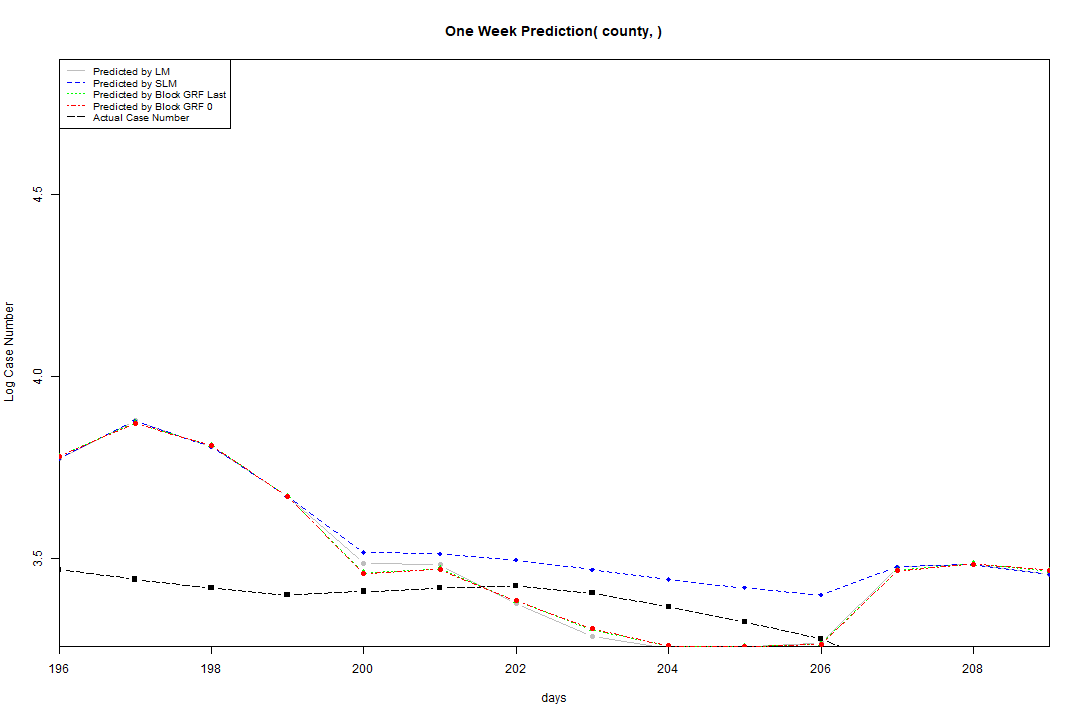 One Week Prediction( county, )
Predicted by LM
Predicted by SLM
Predicted by Block GRF Last
Predicted by Block GRF 0
Actual Case Number
Log Case Number
4.5
4.0
3.5
196 198 200 202 204 206 208
days